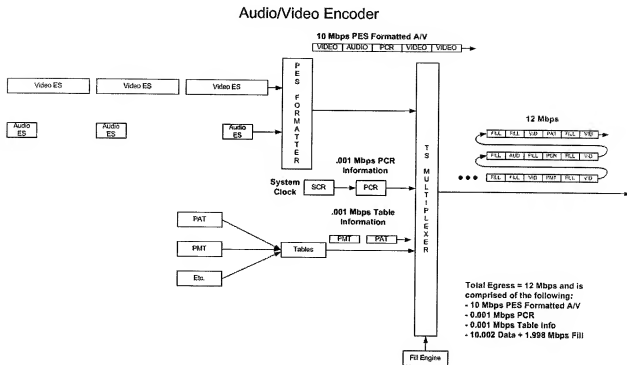 Audio/Video Encoder
10 Mbps PES Formatted A/V
VIDEO AUDIO PCR VIDEO VIDEO
PES FORMATTER
Video ES Video ES Video ES
Audio ES Audio ES Audio ES
12 Mbps
FILL FILL VID PAT FILL VID
FILL AUD FILL PCR FILL VID
FILL FILL VID PMT FILL VID
TS MULTIPLEXER
.001 Mbps PCR
Information
System
Clock
SCR PCR
.001 Mbps Table
Information
PMT PAT
PAT
PMT
Etc.
Tables
Total Egress = 12 Mbps and is
comprised of the following:
- 10 Mbps PES Formatted A/V
- 0.001 Mbps PCR
- 0.001 Mbps Table Info
- 10.002 Data + 1.998 Mbps Fill
Fill Engine